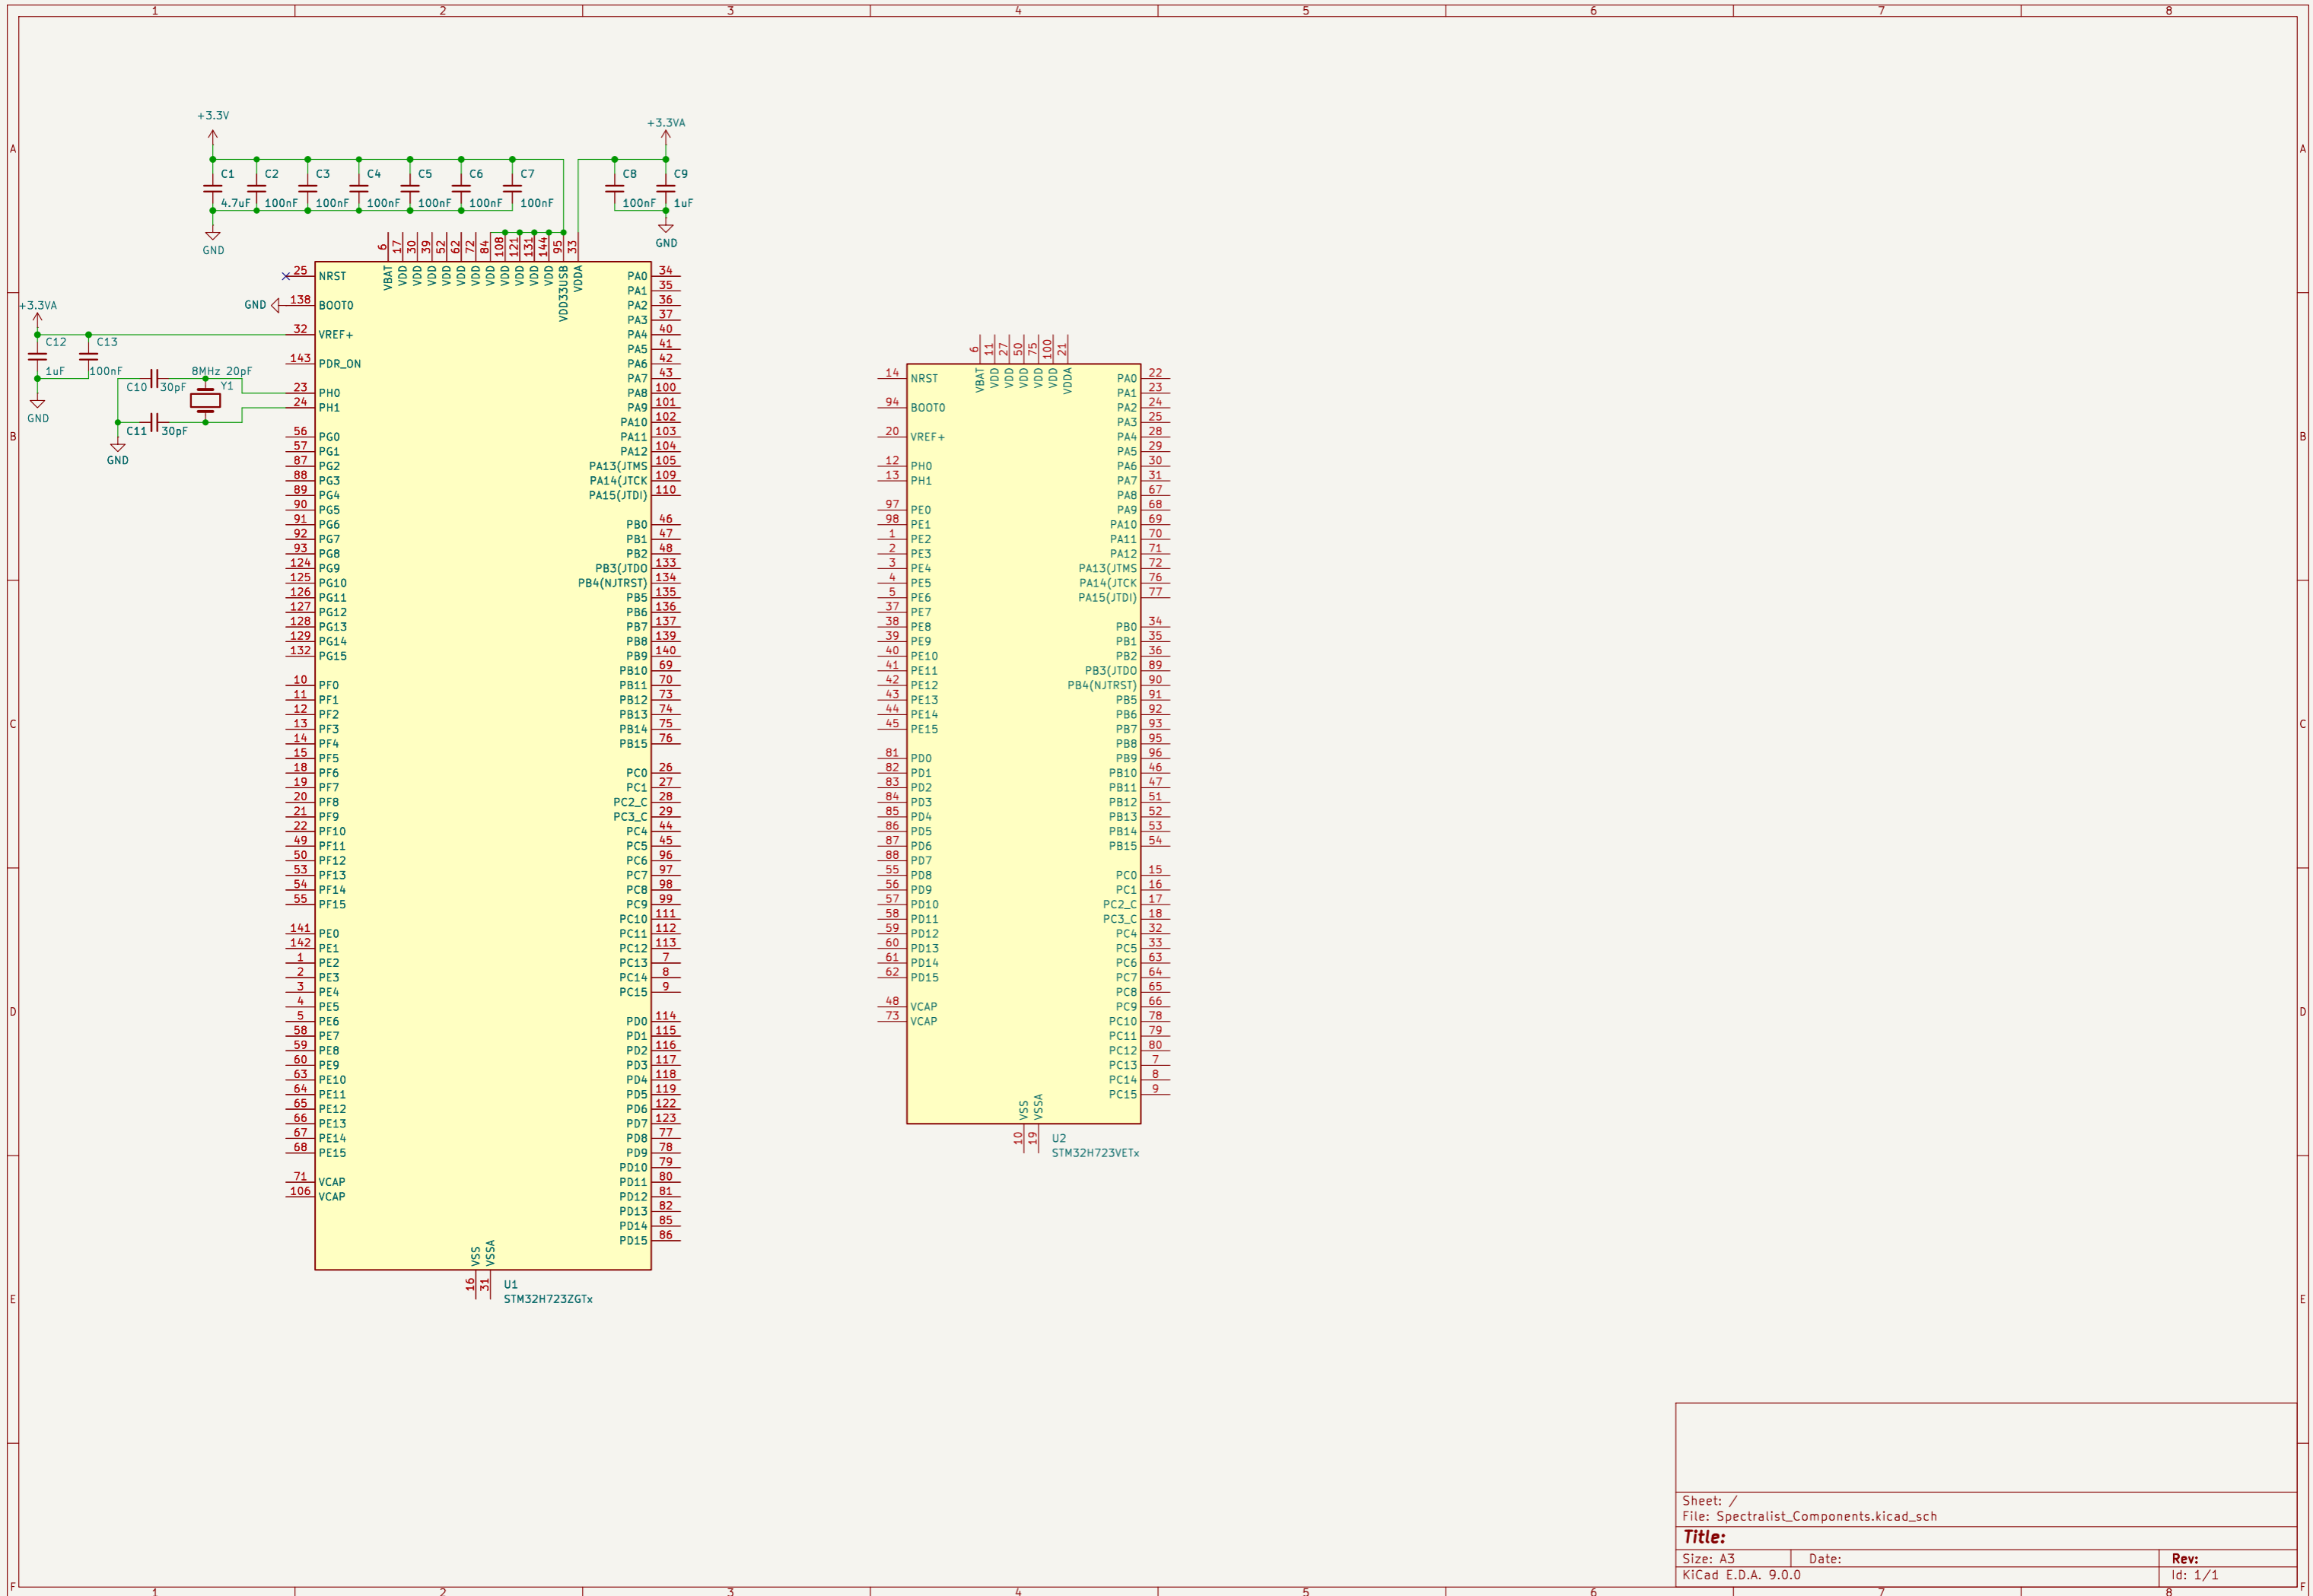 1 2 3 4 5 6 7 8
A A
B B
C C
D D
E E
F F
+3.3V
+3.3VA
C1 C2 C3 C4 C5 C6 C7 C8 C9
4.7uF 100nF 100nF 100nF 100nF 100nF 100nF 100nF 1uF
GND GND
6 17 30 39 52 62 72 84 108 121 131 144 95 33
VBAT VDD VDD VDD VDD VDD VDD VDD VDD VDD VDD VDD VDD33USB VDDA
25 NRST
GND 138 BOOT0
+3.3VA
32 VREF+
C12 C13
1uF 100nF
GND
143 PDR_ON
8MHz 20pF
Y1
C10 30pF
C11 30pF
GND
23 PH0
24 PH1
56 PG0
57 PG1
87 PG2
88 PG3
89 PG4
90 PG5
91 PG6
92 PG7
93 PG8
124 PG9
125 PG10
126 PG11
127 PG12
128 PG13
129 PG14
132 PG15
10 PF0
11 PF1
12 PF2
13 PF3
14 PF4
15 PF5
18 PF6
19 PF7
20 PF8
21 PF9
22 PF10
49 PF11
50 PF12
53 PF13
54 PF14
55 PF15
141 PE0
142 PE1
1 PE2
2 PE3
3 PE4
4 PE5
5 PE6
58 PE7
59 PE8
60 PE9
63 PE10
64 PE11
65 PE12
66 PE13
67 PE14
68 PE15
71 VCAP
106 VCAP
PA0 34
PA1 35
PA2 36
PA3 37
PA4 40
PA5 41
PA6 42
PA7 43
PA8 100
PA9 101
PA10 102
PA11 103
PA12 104
PA13(JTMS 105
PA14(JTCK 109
PA15(JTDI) 110
PB0 46
PB1 47
PB2 48
PB3(JTDO 133
PB4(NJTRST) 134
PB5 135
PB6 136
PB7 137
PB8 139
PB9 140
PB10 69
PB11 70
PB12 73
PB13 74
PB14 75
PB15 76
PC0 26
PC1 27
PC2_C 28
PC3_C 29
PC4 44
PC5 45
PC6 96
PC7 97
PC8 98
PC9 99
PC10 111
PC11 112
PC12 113
PC13 7
PC14 8
PC15 9
PD0 114
PD1 115
PD2 116
PD3 117
PD4 118
PD5 119
PD6 122
PD7 123
PD8 77
PD9 78
PD10 79
PD11 80
PD12 81
PD13 82
PD14 85
PD15 86
VSS VSSA
16 31
U1
STM32H723ZGTx
6 11 27 50 75 100 21
VBAT VDD VDD VDD VDD VDD VDDA
14 NRST
94 BOOT0
20 VREF+
12 PH0
13 PH1
97 PE0
98 PE1
1 PE2
2 PE3
3 PE4
4 PE5
5 PE6
37 PE7
38 PE8
39 PE9
40 PE10
41 PE11
42 PE12
43 PE13
44 PE14
45 PE15
81 PD0
82 PD1
83 PD2
84 PD3
85 PD4
86 PD5
87 PD6
88 PD7
55 PD8
56 PD9
57 PD10
58 PD11
59 PD12
60 PD13
61 PD14
62 PD15
48 VCAP
73 VCAP
PA0 22
PA1 23
PA2 24
PA3 25
PA4 28
PA5 29
PA6 30
PA7 31
PA8 67
PA9 68
PA10 69
PA11 70
PA12 71
PA13(JTMS 72
PA14(JTCK 76
PA15(JTDI) 77
PB0 34
PB1 35
PB2 36
PB3(JTDO 89
PB4(NJTRST) 90
PB5 91
PB6 92
PB7 93
PB8 95
PB9 96
PB10 46
PB11 47
PB12 51
PB13 52
PB14 53
PB15 54
PC0 15
PC1 16
PC2_C 17
PC3_C 18
PC4 32
PC5 33
PC6 63
PC7 64
PC8 65
PC9 66
PC10 78
PC11 79
PC12 80
PC13 7
PC14 8
PC15 9
VSS VSSA
10 19
U2
STM32H723VETx
Sheet: /
File: Spectralist_Components.kicad_sch
Title:
Size: A3 Date: Rev:
KiCad E.D.A. 9.0.0 Id: 1/1
1 2 3 4 5 6 7 8